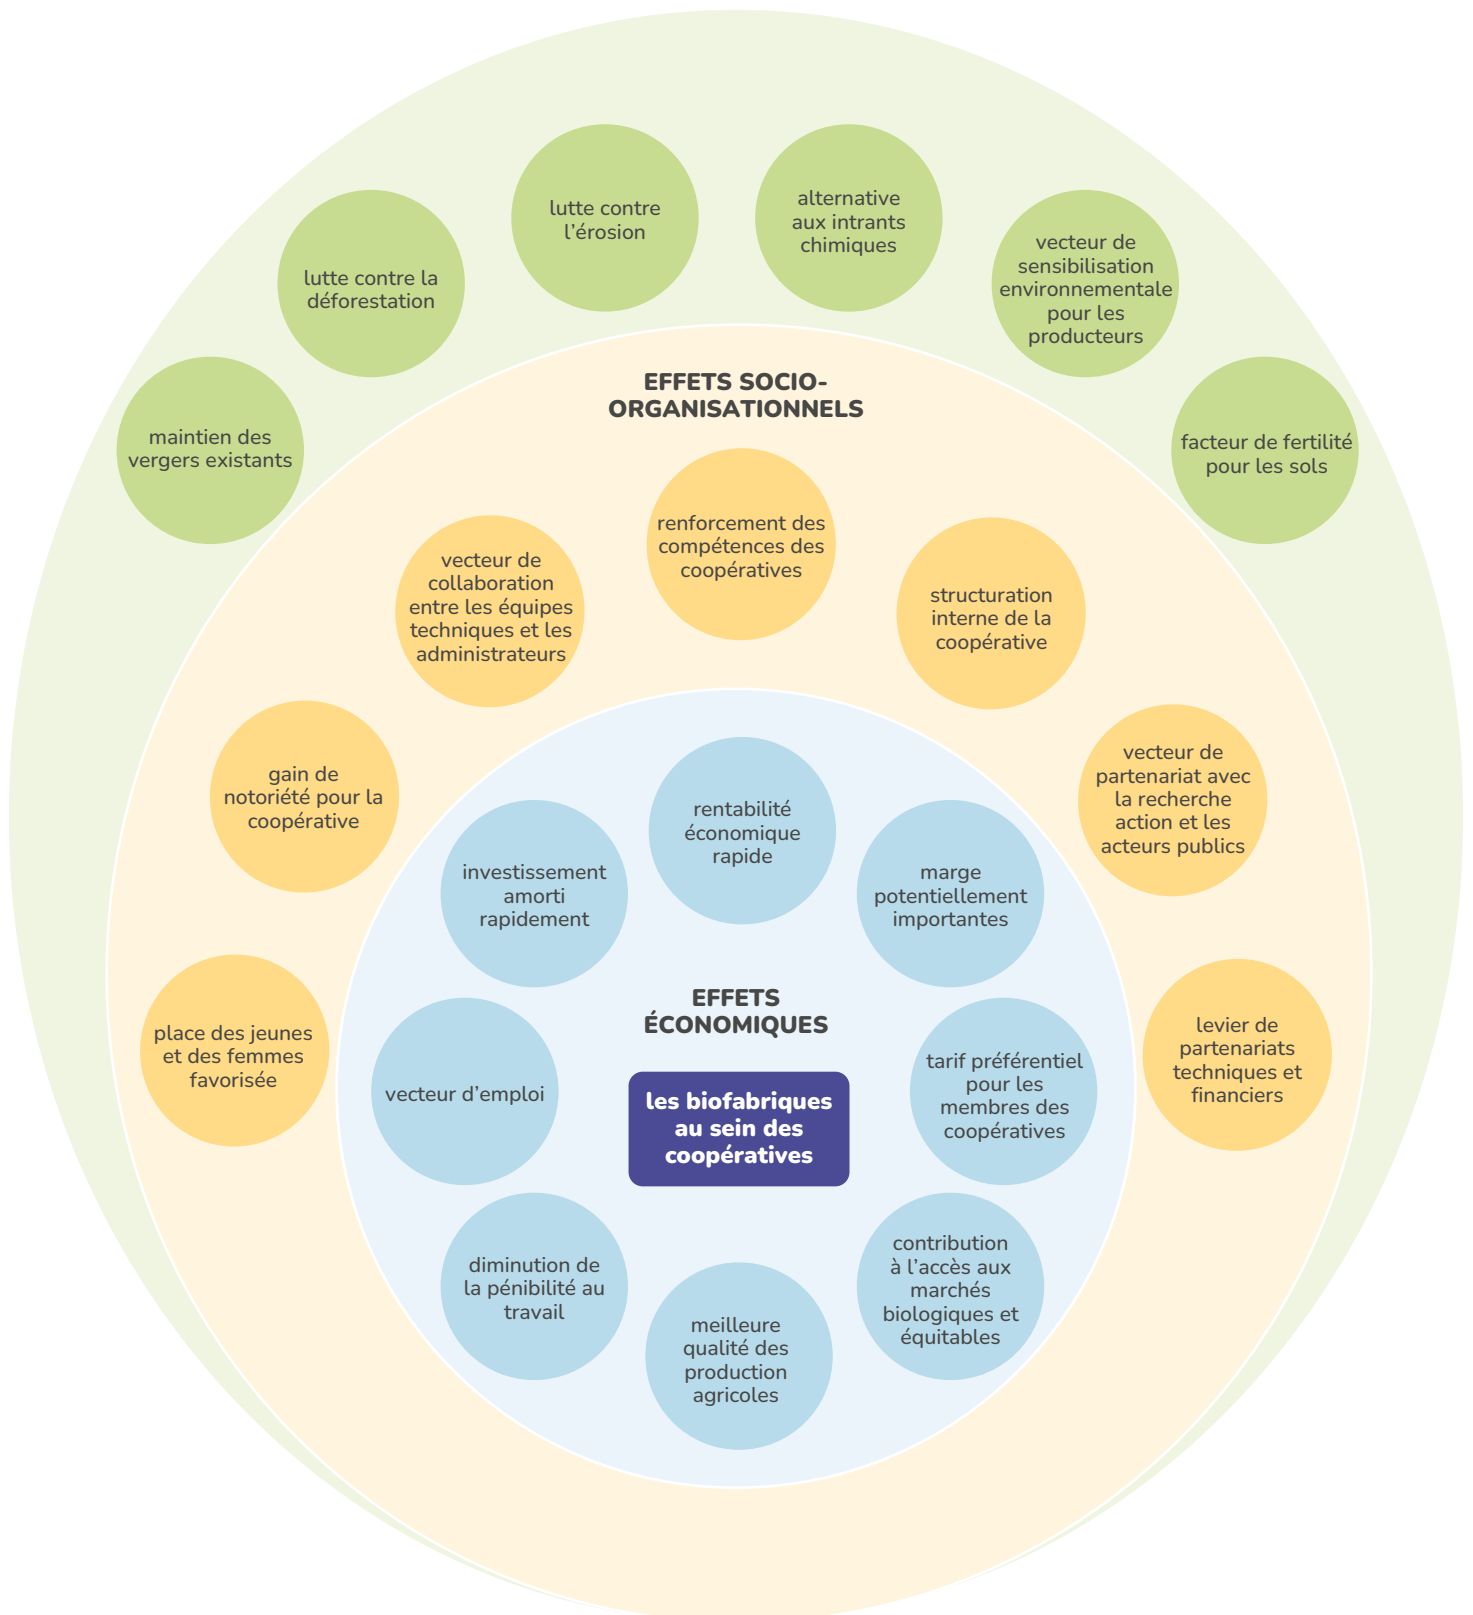 lutte contre
l’érosion
alternative
aux intrants
chimiques
lutte contre la
déforestation
vecteur de
sensibilisation
environnementale
pour les
producteurs
maintien des
vergers existants
facteur de fertilité
pour les sols
EFFETS SOCIO-
ORGANISATIONNELS
renforcement des
compétences des
coopératives
vecteur de
collaboration
entre les équipes
techniques et les
administrateurs
structuration
interne de la
coopérative
gain de
notoriété pour la
coopérative
vecteur de
partenariat avec
la recherche
action et les
acteurs publics
place des jeunes
et des femmes
favorisée
levier de
partenariats
techniques et
financiers
rentabilité
économique
rapide
investissement
amorti
rapidement
marge
potentiellement
importantes
EFFETS
ÉCONOMIQUES
vecteur d’emploi
les biofabriques
au sein des
coopératives
tarif préférentiel
pour les
membres des
coopératives
diminution de
la pénibilité au
travail
meilleure
qualité des
production
agricoles
contribution
à l’accès aux
marchés
biologiques et
équitables